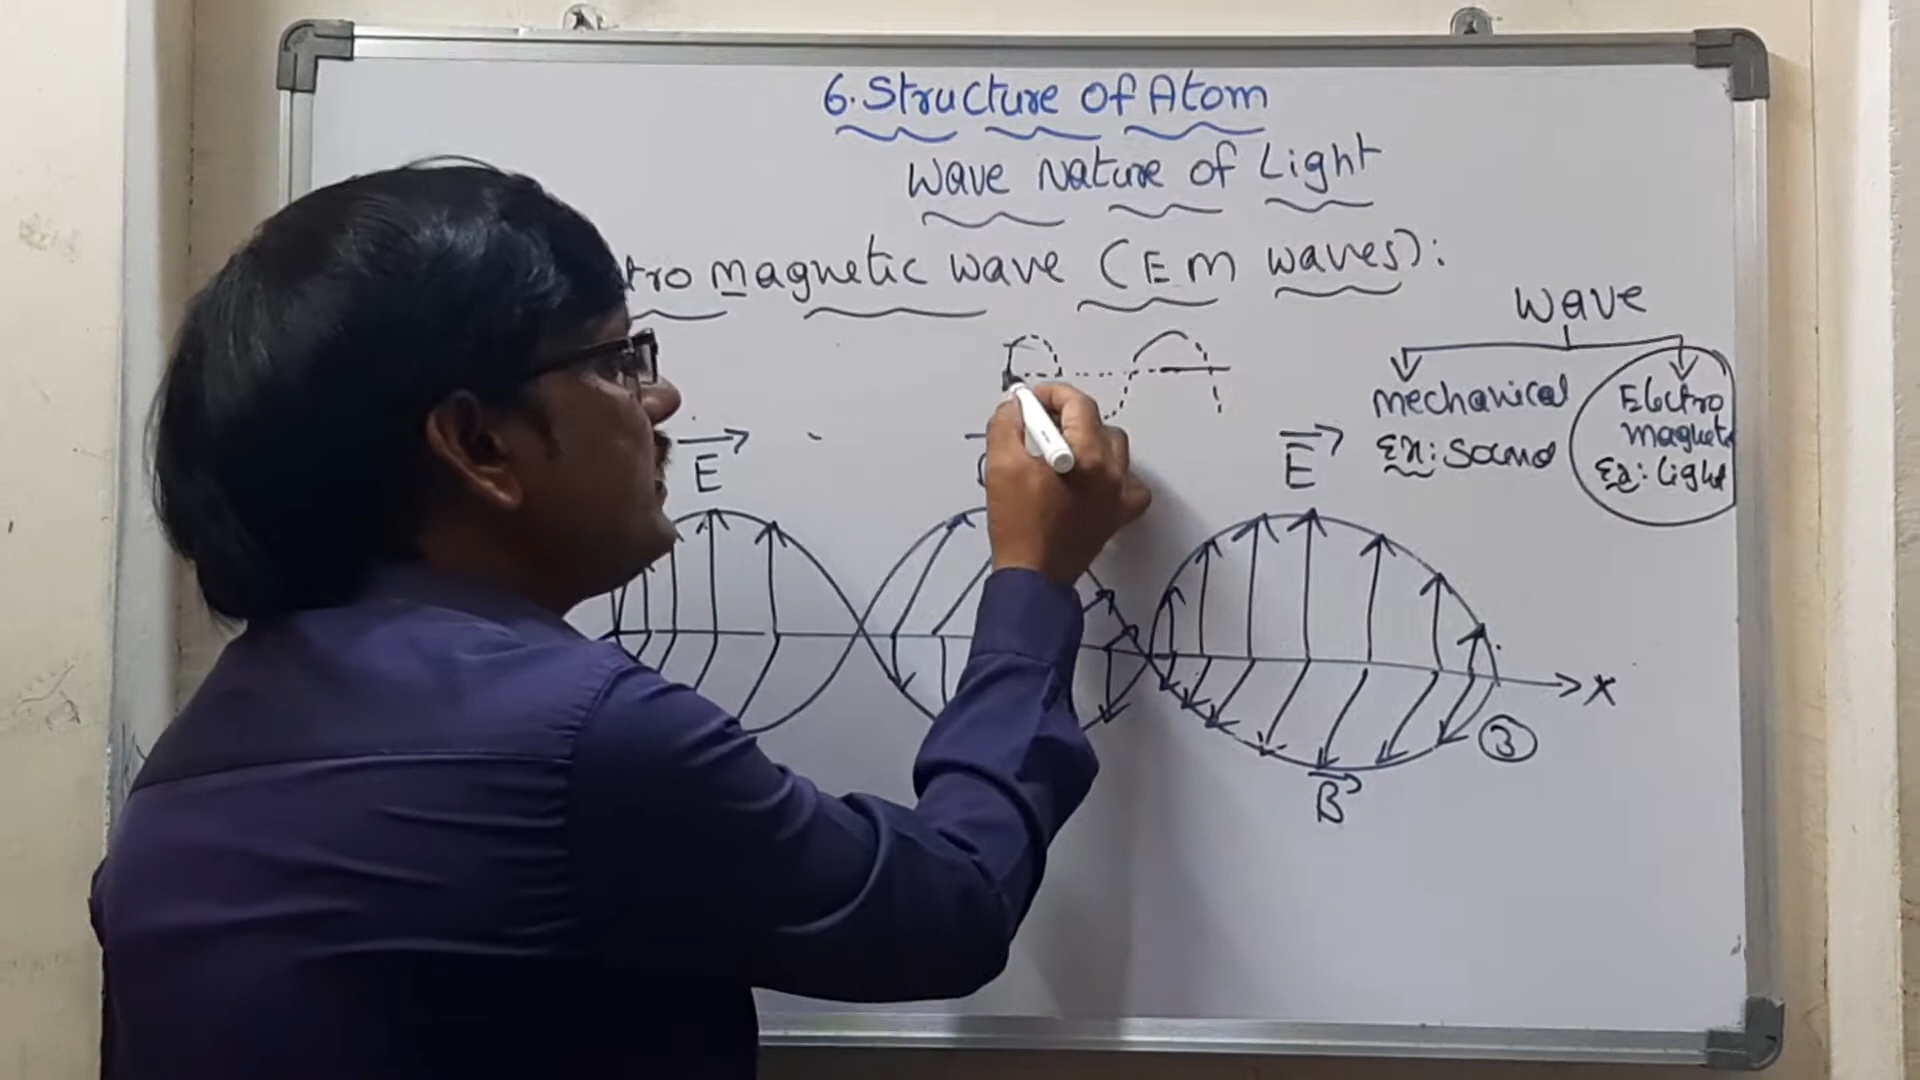 6. Structure of Atom
Wave Nature of Light
tro magnetic wave (EM waves):
wave
mechanical
Ex: Sound
Electro
magnet
Ex: light
E
E
X
3
B